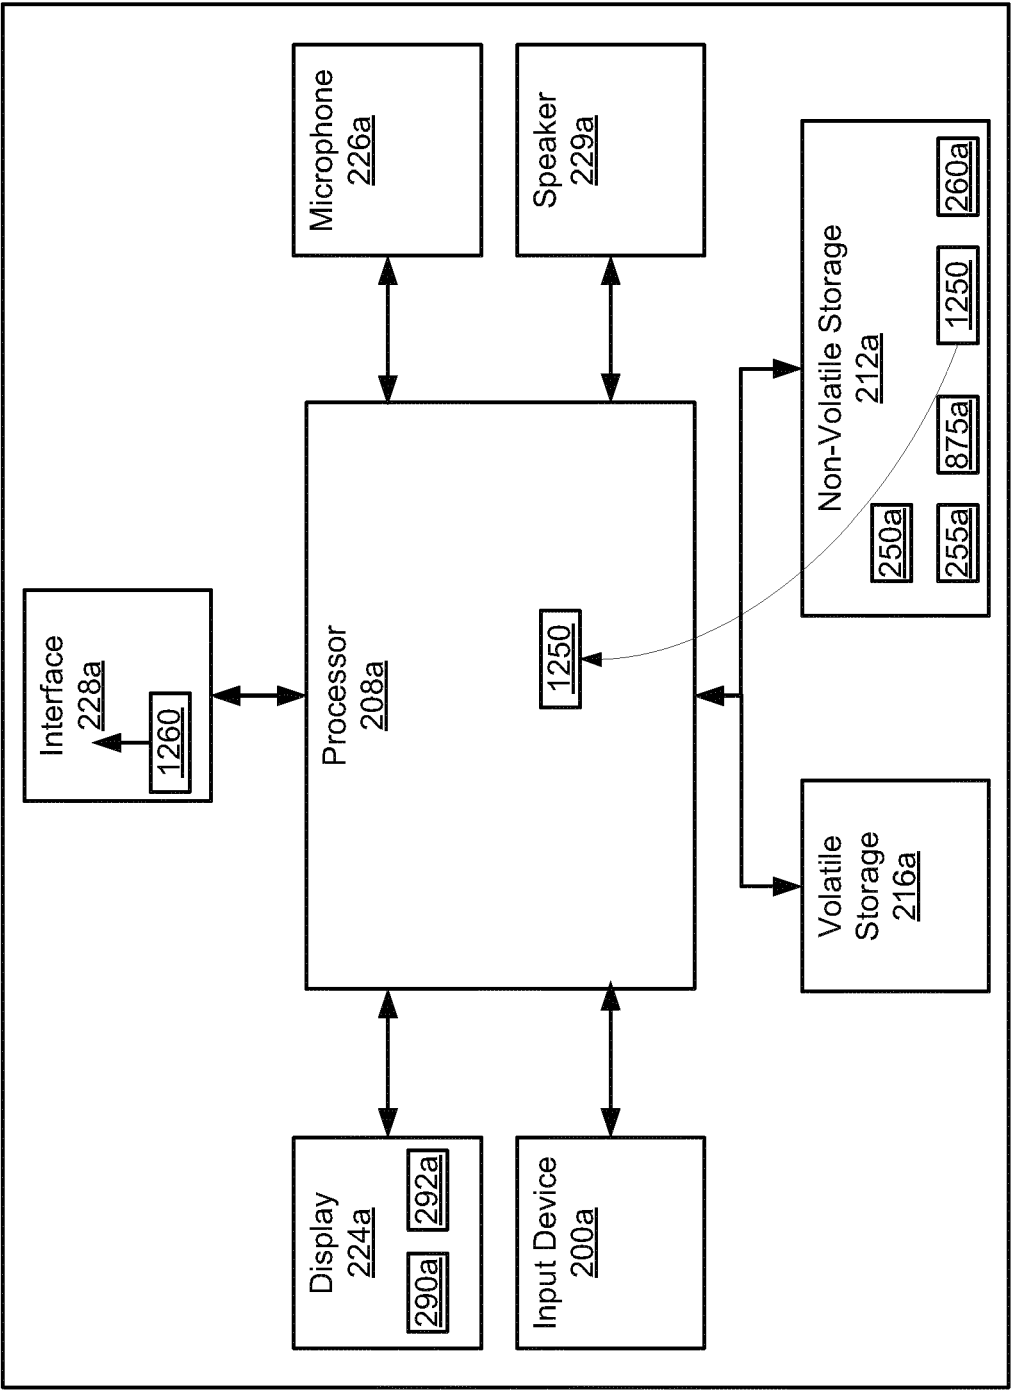 Interface
228a
1260
Display
224a
290a
292a
Processor
208a
1250
Microphone
226a
Input Device
200a
Speaker
229a
Volatile
Storage
216a
Non-Volatile Storage
212a
250a
255a
875a
1250
260a